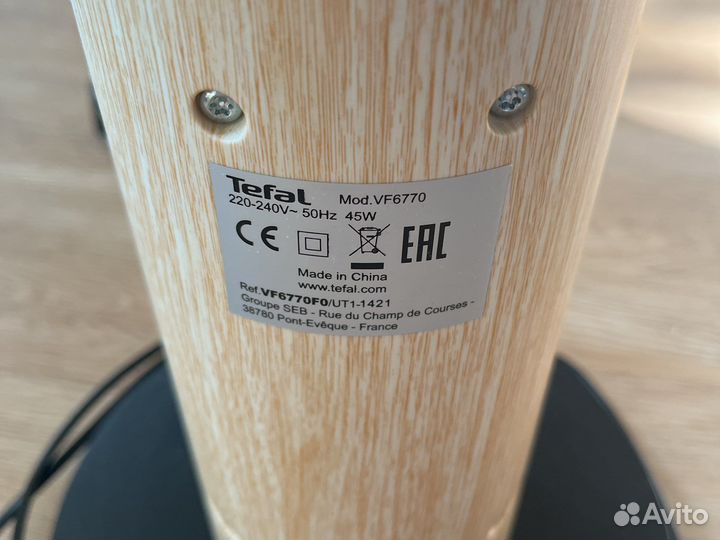 Tefal Mod.VF6770
220-240V~ 50Hz 45W
CE EAC
Made in China
www.tefal.com
Ref.VF6770F0/UT1-1421
Groupe SEB - Rue du Champ de Courses -
38780 Pont-Evêque - France
Avito